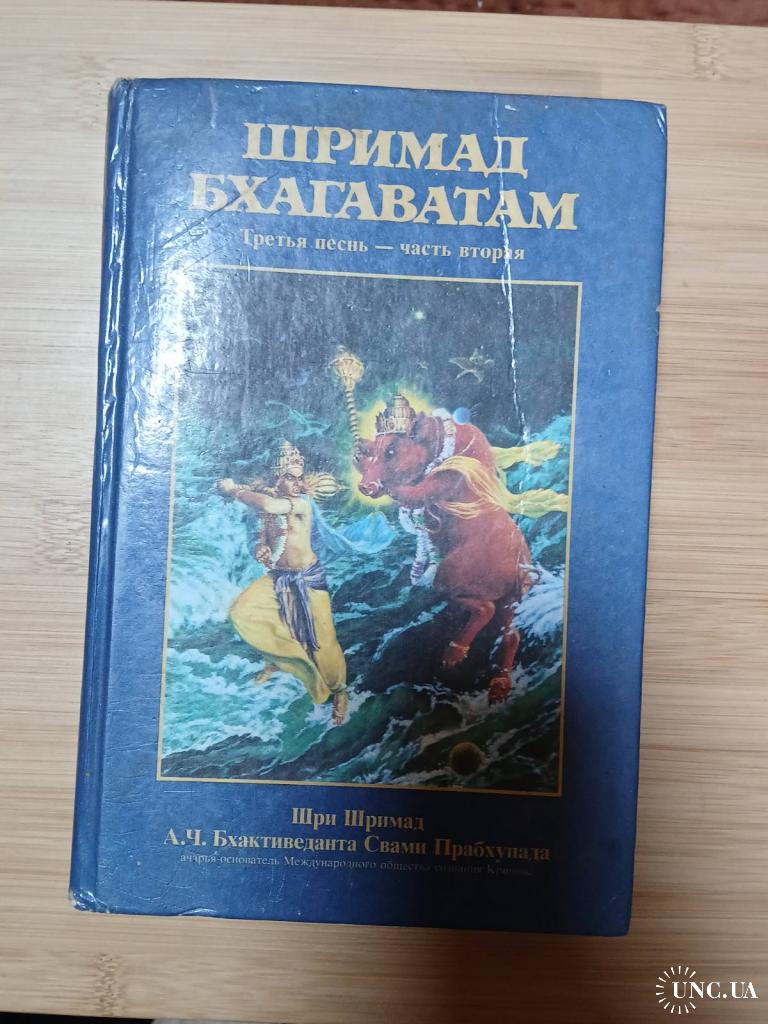 ШРИМАД
БХАГАВАТАМ
Третья песнь — часть вторая
Шри Шримад
А.Ч. Бхактиведанта Свами Прабхупада
ачарья-основатель Международного общества сознания Кришны
UNC.UA